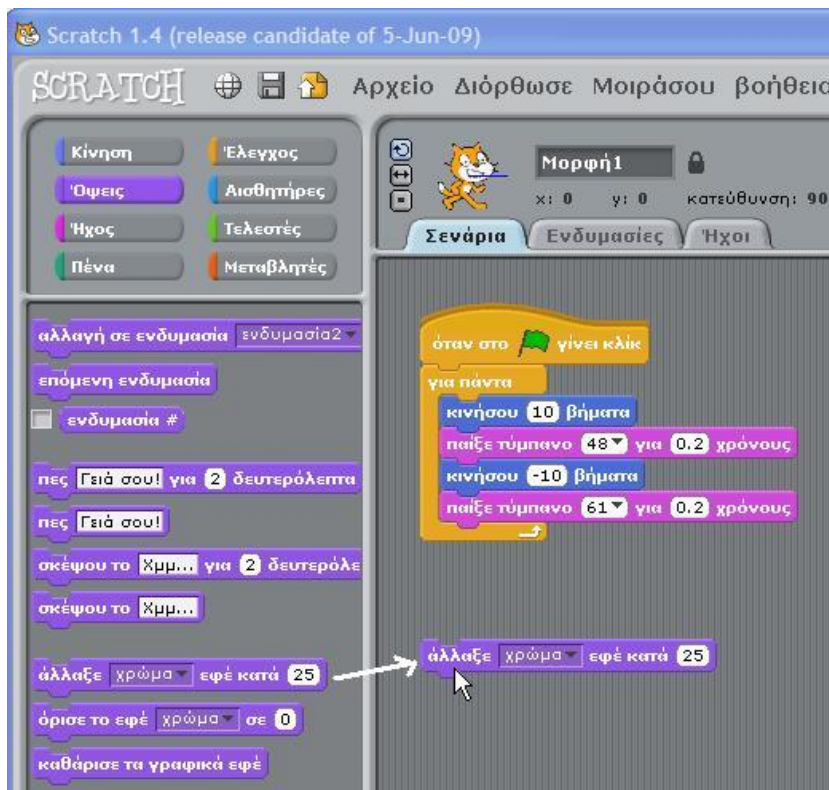 Scratch 1.4 (release candidate of 5-Jun-09)
SCRATCH Αρχείο Διόρθωσε Μοιράσου βοήθεια
Κίνηση Έλεγχος
Όψεις Αισθητήρες
Ήχος Τελεστές
Πένα Μεταβλητές
Μορφή1
x: 0 y: 0 κατεύθυνση: 90
Σενάρια Ενδυμασίες Ήχοι
αλλαγή σε ενδυμασία ενδυμασία2
επόμενη ενδυμασία
ενδυμασία #
πες Γειά σου! για 2 δευτερόλεπτα
πες Γειά σου!
σκέψου το Χμμ... για 2 δευτερόλε
σκέψου το Χμμ...
άλλαξε χρώμα εφέ κατά 25
όρισε το εφέ χρώμα σε 0
καθάρισε τα γραφικά εφέ
όταν στο γίνει κλίκ
για πάντα
κινήσου 10 βήματα
παίξε τύμπανο 48 για 0.2 χρόνους
κινήσου -10 βήματα
παίξε τύμπανο 61 για 0.2 χρόνους
άλλαξε χρώμα εφέ κατά 25